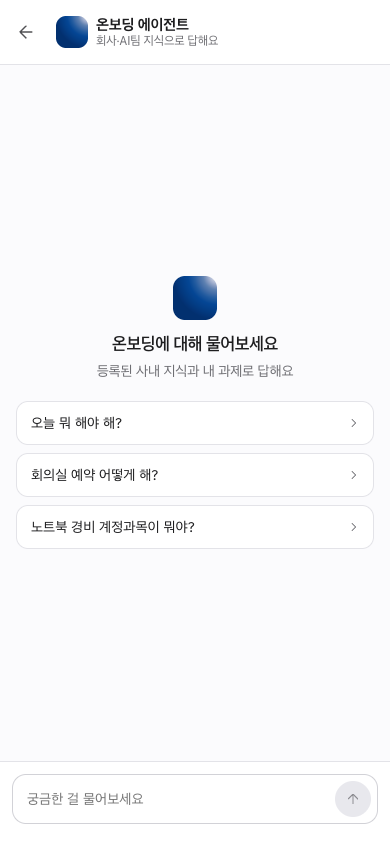 온보딩 에이전트
회사·AI팀 지식으로 답해요
온보딩에 대해 물어보세요
등록된 사내 지식과 내 과제로 답해요
오늘 뭐 해야 해?
회의실 예약 어떻게 해?
노트북 경비 계정과목이 뭐야?
궁금한 걸 물어보세요